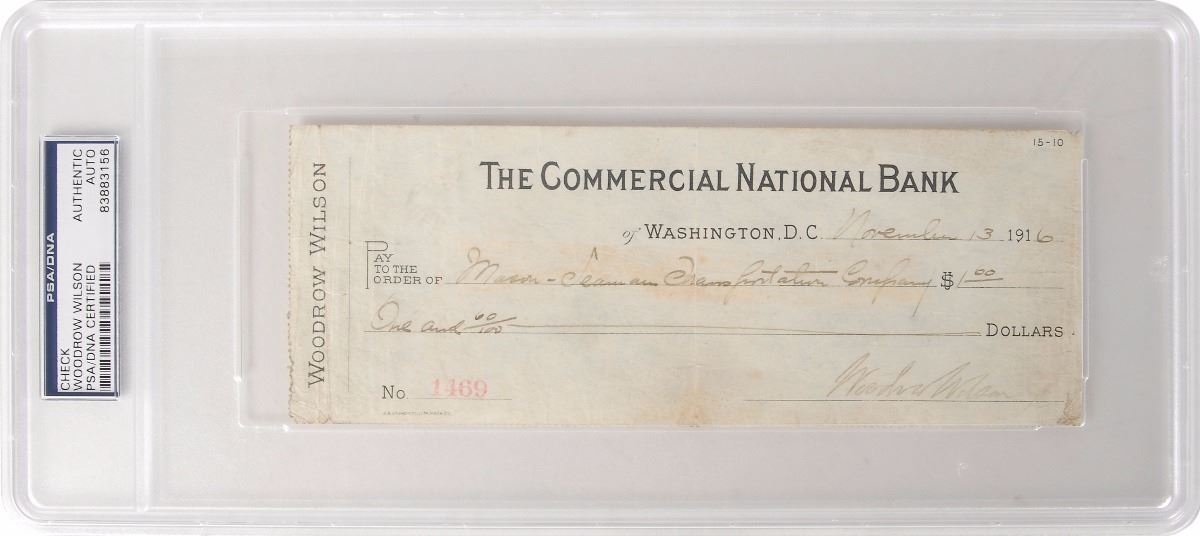 PSA/DNA
CHECK
WOODROW WILSON
PSA/DNA CERTIFIED
AUTHENTIC
AUTO
83883156
WOODROW WILSON
15-10
THE COMMERCIAL NATIONAL BANK
of WASHINGTON, D.C. November 13 1916
PAY TO THE ORDER OF Mason-Seaman Transportation Company $1 60
One and 60/100 DOLLARS
No. 1469
Woodrow Wilson